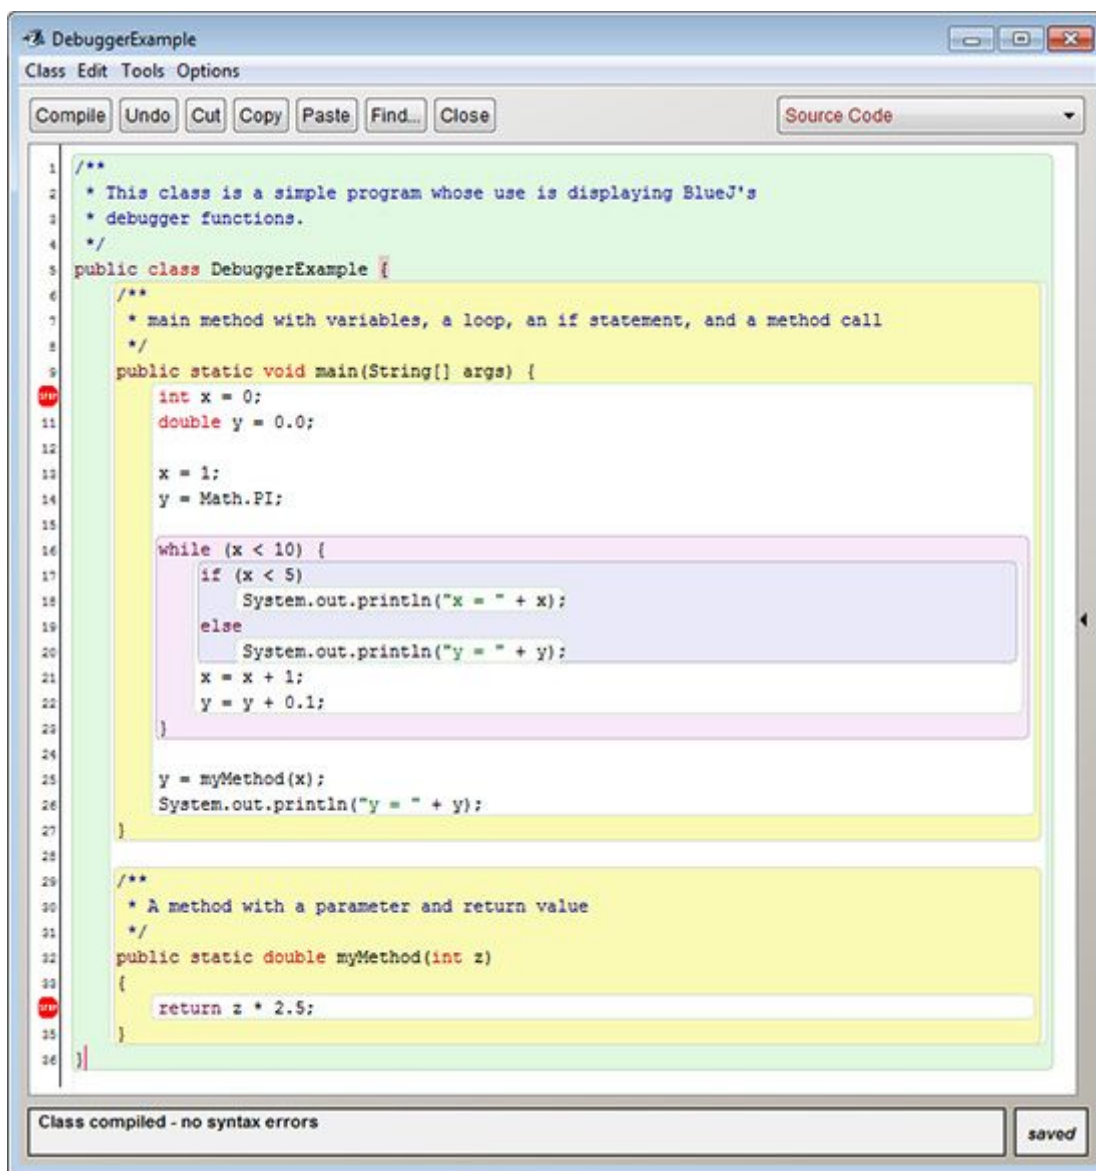 DebuggerExample
Class Edit Tools Options
Compile Undo Cut Copy Paste Find... Close Source Code
1 /**
2 * This class is a simple program whose use is displaying BlueJ's
3 * debugger functions.
4 */
5 public class DebuggerExample {
6 /**
7 * main method with variables, a loop, an if statement, and a method call
8 */
9 public static void main(String[] args) {
STOP int x = 0;
11 double y = 0.0;
12
13 x = 1;
14 y = Math.PI;
15
16 while (x < 10) {
17 if (x < 5)
18 System.out.println("x = " + x);
19 else
20 System.out.println("y = " + y);
21 x = x + 1;
22 y = y + 0.1;
23 }
24
25 y = myMethod(x);
26 System.out.println("y = " + y);
27 }
28
29 /**
30 * A method with a parameter and return value
31 */
32 public static double myMethod(int z)
33 {
STOP return z * 2.5;
35 }
36 }
Class compiled - no syntax errors
saved